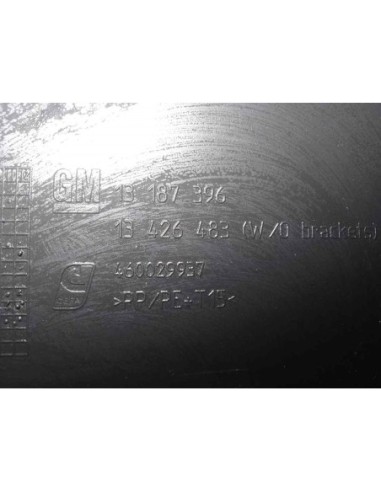 GM 13 187 396
13 426 483 (W/O brackets)
460029937
>PP/PE+T15<